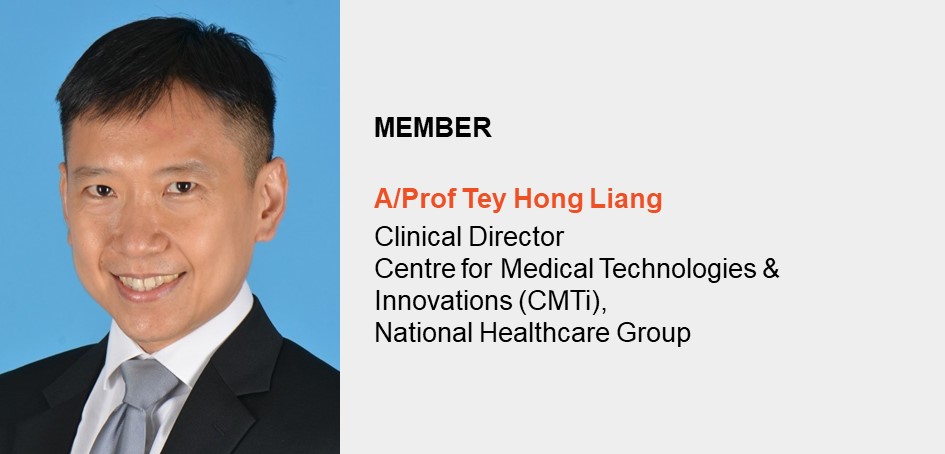 MEMBER
A/Prof Tey Hong Liang
Clinical Director
Centre for Medical Technologies &
Innovations (CMTi),
National Healthcare Group